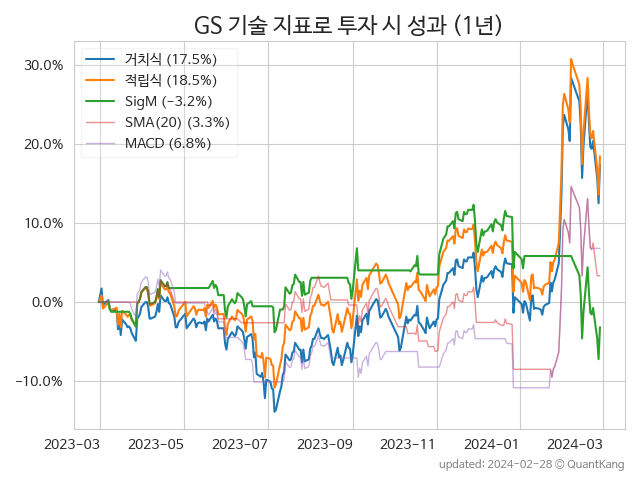 GS 기술 지표로 투자 시 성과 (1년)
거치식 (17.5%)
적립식 (18.5%)
SigM (−3.2%)
SMA(20) (3.3%)
MACD (6.8%)
30.0%
20.0%
10.0%
0.0%
−10.0%
2023-03 2023-05 2023-07 2023-09 2023-11 2024-01 2024-03
updated: 2024-02-28 © QuantKang